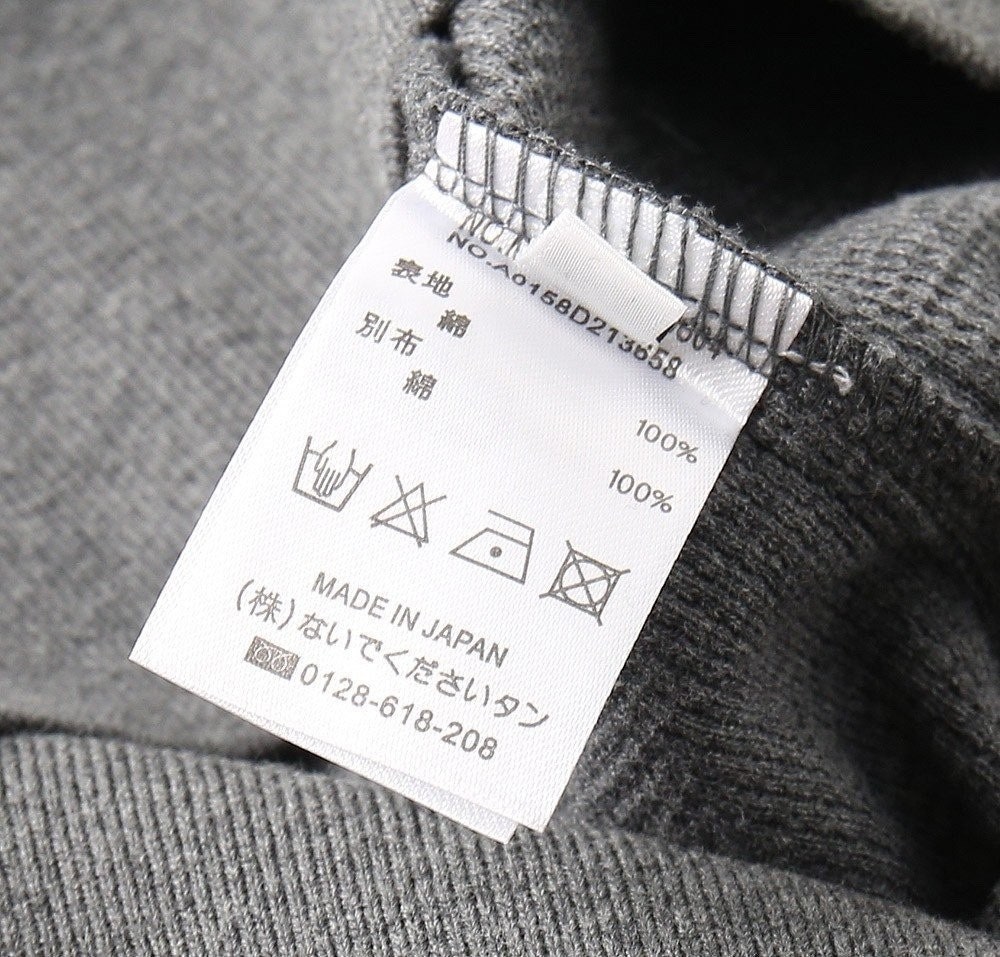 NO.A0158D213658
表地
綿 100%
別布
綿 100%
MADE IN JAPAN
(株)ないでくださいタン
0128-618-208